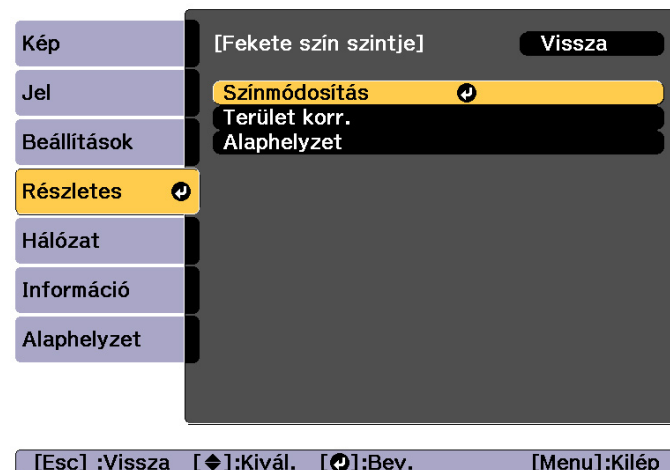 Kép
Jel
Beállítások
Részletes
Hálózat
Információ
Alaphelyzet
[Fekete szín szintje] Vissza
Színmódosítás
Terület korr.
Alaphelyzet
[Esc] :Vissza [◆]:Kivál. [↵]:Bev. [Menu]:Kilép